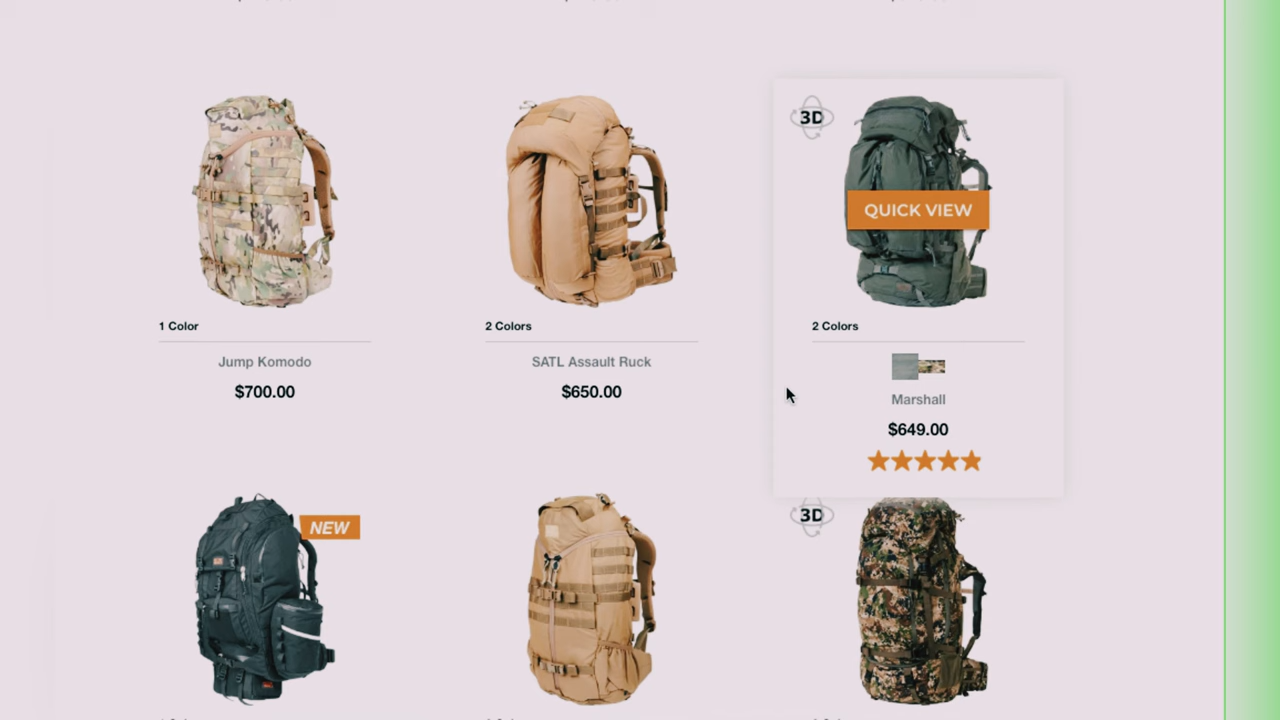 3D
QUICK VIEW
1 Color
2 Colors
2 Colors
Jump Komodo
SATL Assault Ruck
Marshall
$700.00
$650.00
$649.00
NEW
3D